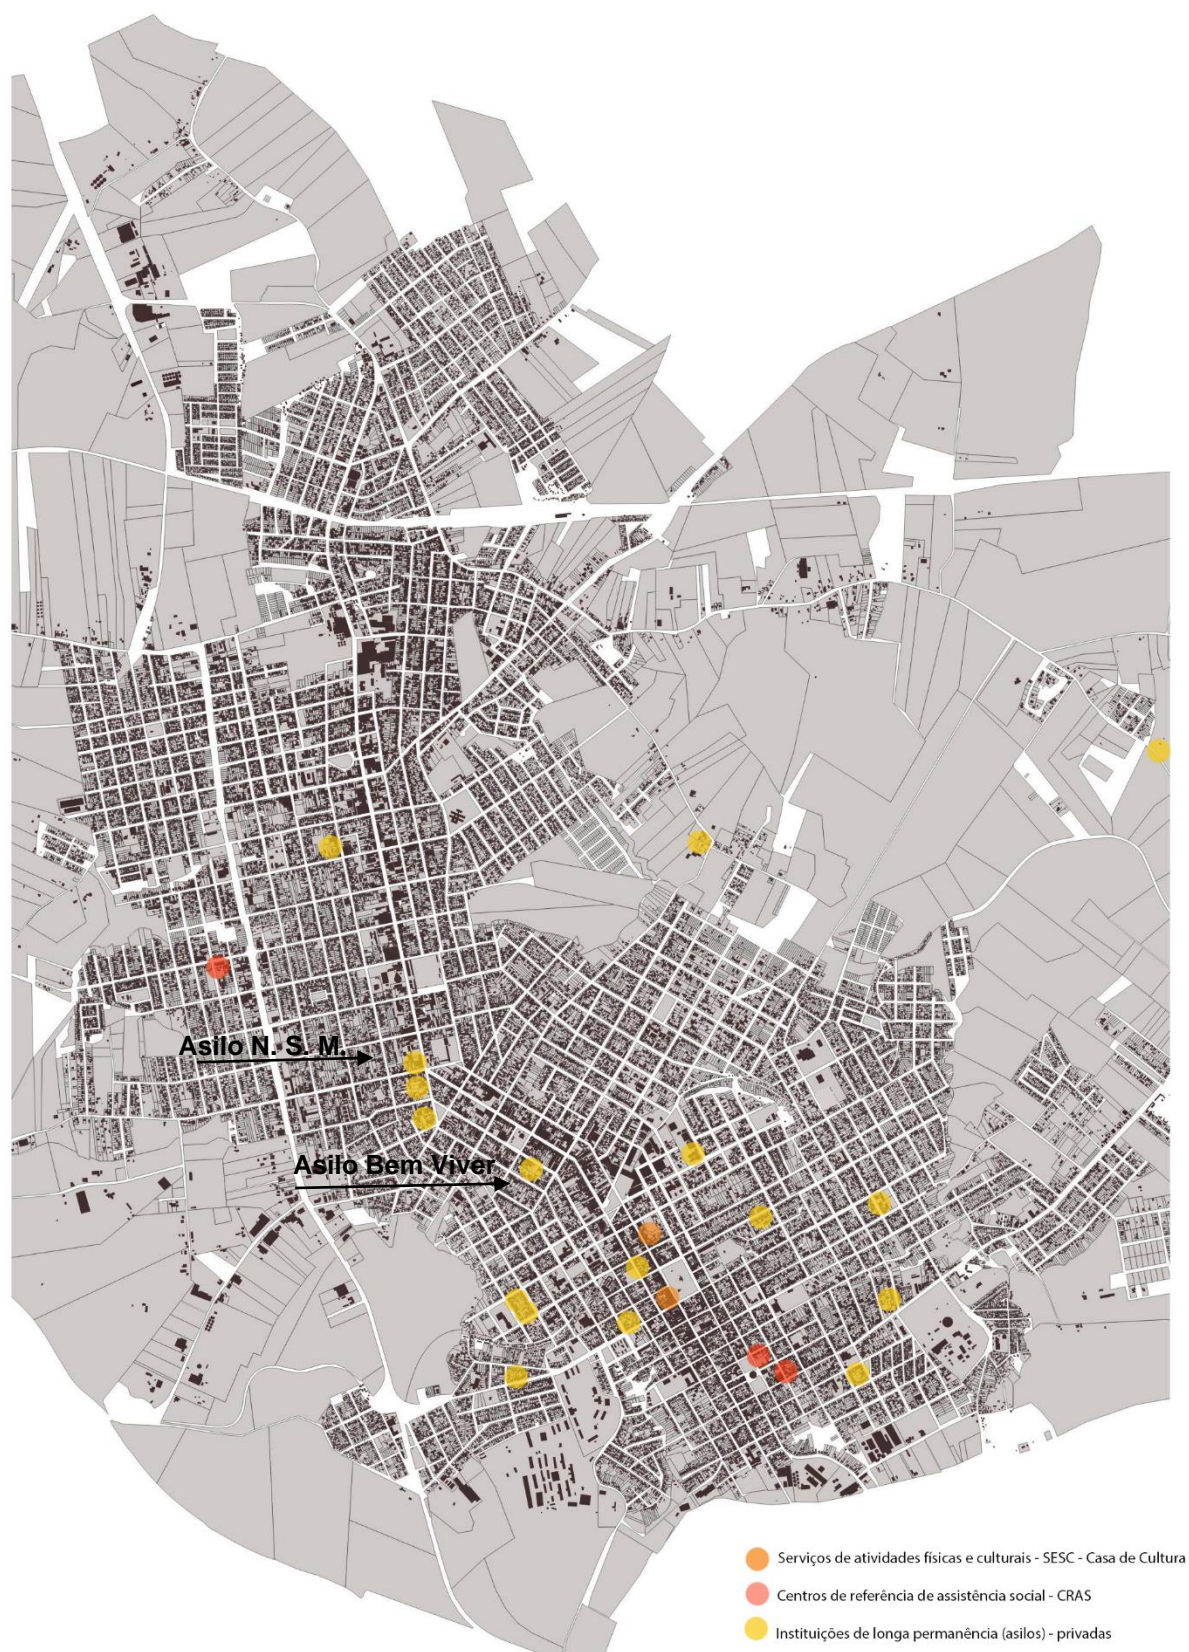 Asilo N. S. M.
Asilo Bem Viver
Serviços de atividades físicas e culturais - SESC - Casa de Cultura
Centros de referência de assistência social - CRAS
Instituições de longa permanência (asilos) - privadas